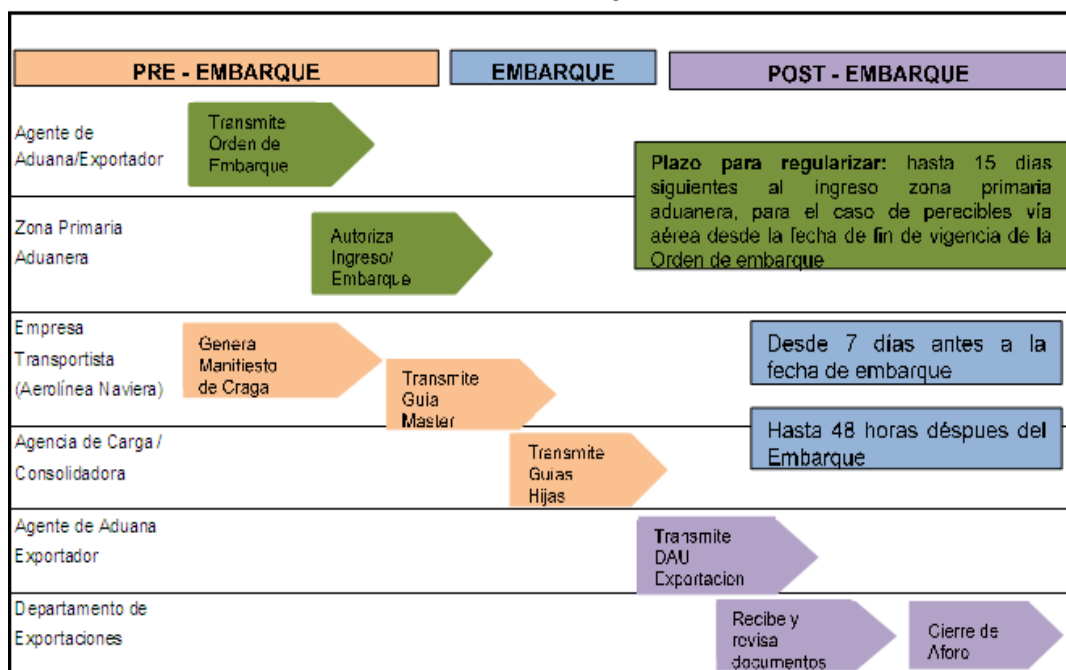 PRE - EMBARQUE
EMBARQUE
POST - EMBARQUE
Agente de
Aduana/Exportador
Transmite
Orden de
Embarque
Plazo para regularizar: hasta 15 dias
siguientes al ingreso zona primaria
aduanera, para el caso de perecibles vía
aérea desde la fecha de fin de vigencia de la
Orden de embarque
Zona Primaria
Aduanera
Autoriza
Ingreso/
Embarque
Empresa
Transportista
(Aerolínea Naviera)
Genera
Manifiesto
de Craga
Transmite
Guia
Master
Desde 7 días antes a la
fecha de embarque
Agencia de Carga /
Consolidadora
Transmite
Guias
Hijas
Hasta 48 horas déspues del
Embarque
Agente de Aduana
Exportador
Transmite
DAU
Exportacion
Departamento de
Exportaciones
Recibe y
revisa
documentos
Cierre de
Aforo